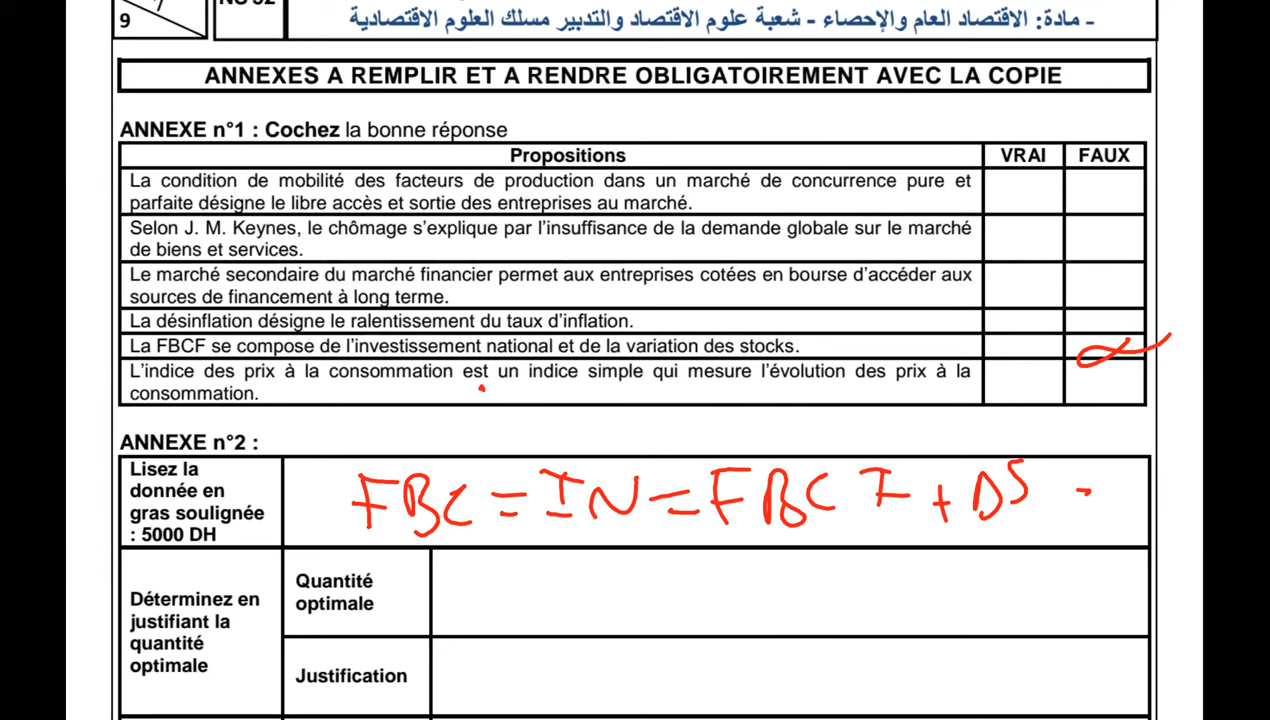 9
NS 52
- مادة: الاقتصاد العام والإحصاء - شعبة علوم الاقتصاد والتدبير مسلك العلوم الاقتصادية
ANNEXES A REMPLIR ET A RENDRE OBLIGATOIREMENT AVEC LA COPIE
ANNEXE n°1 : Cochez la bonne réponse
Propositions VRAI FAUX
La condition de mobilité des facteurs de production dans un marché de concurrence pure et
parfaite désigne le libre accès et sortie des entreprises au marché.
Selon J. M. Keynes, le chômage s’explique par l’insuffisance de la demande globale sur le marché
de biens et services.
Le marché secondaire du marché financier permet aux entreprises cotées en bourse d’accéder aux
sources de financement à long terme.
La désinflation désigne le ralentissement du taux d’inflation.
La FBCF se compose de l’investissement national et de la variation des stocks.
L’indice des prix à la consommation est un indice simple qui mesure l’évolution des prix à la
consommation.
ANNEXE n°2 :
Lisez la
donnée en
gras soulignée
: 5000 DH
FBC = IN = FBCF + DS
Déterminez en
justifiant la
quantité
optimale
Quantité
optimale
Justification